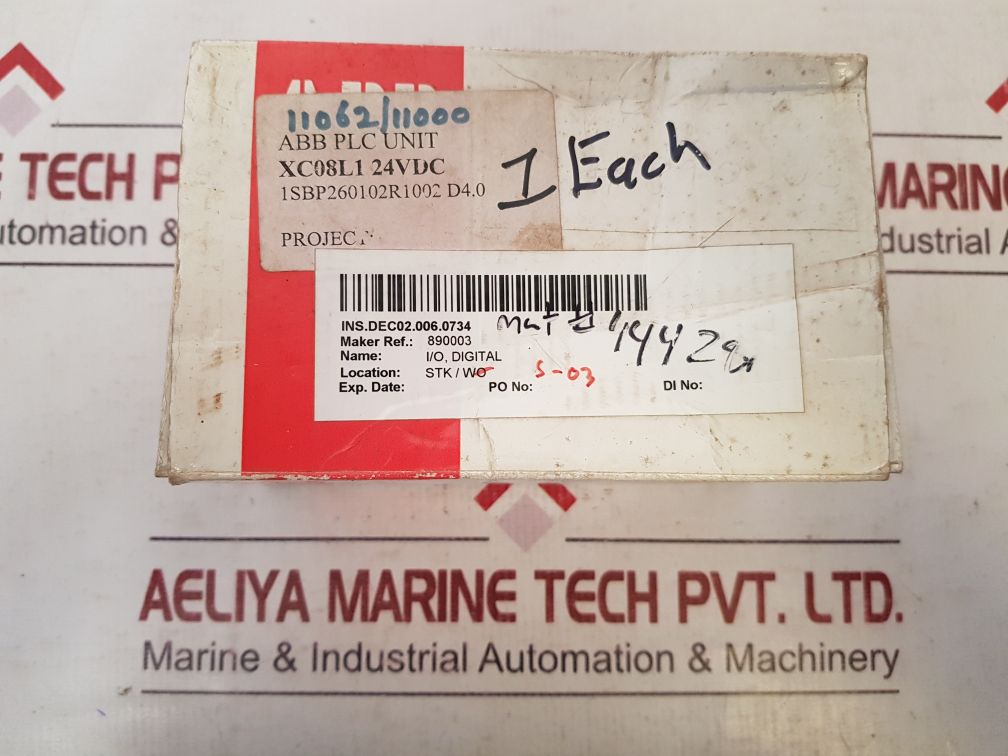 11062/11000
ABB PLC UNIT
XC08L1 24VDC
1SBP260102R1002 D4.0
PROJEC
1 Each
INS.DEC02.006.0734
Mat #
Maker Ref.: 890003
Name: I/O, DIGITAL
Location: STK / WO
S-03
Exp. Date: PO No: DI No:
E TECH P
utomation &
MARIN
dustrial A
AELIYA MARINE TECH PVT. LTD.
Marine & Industrial Automation & Machinery